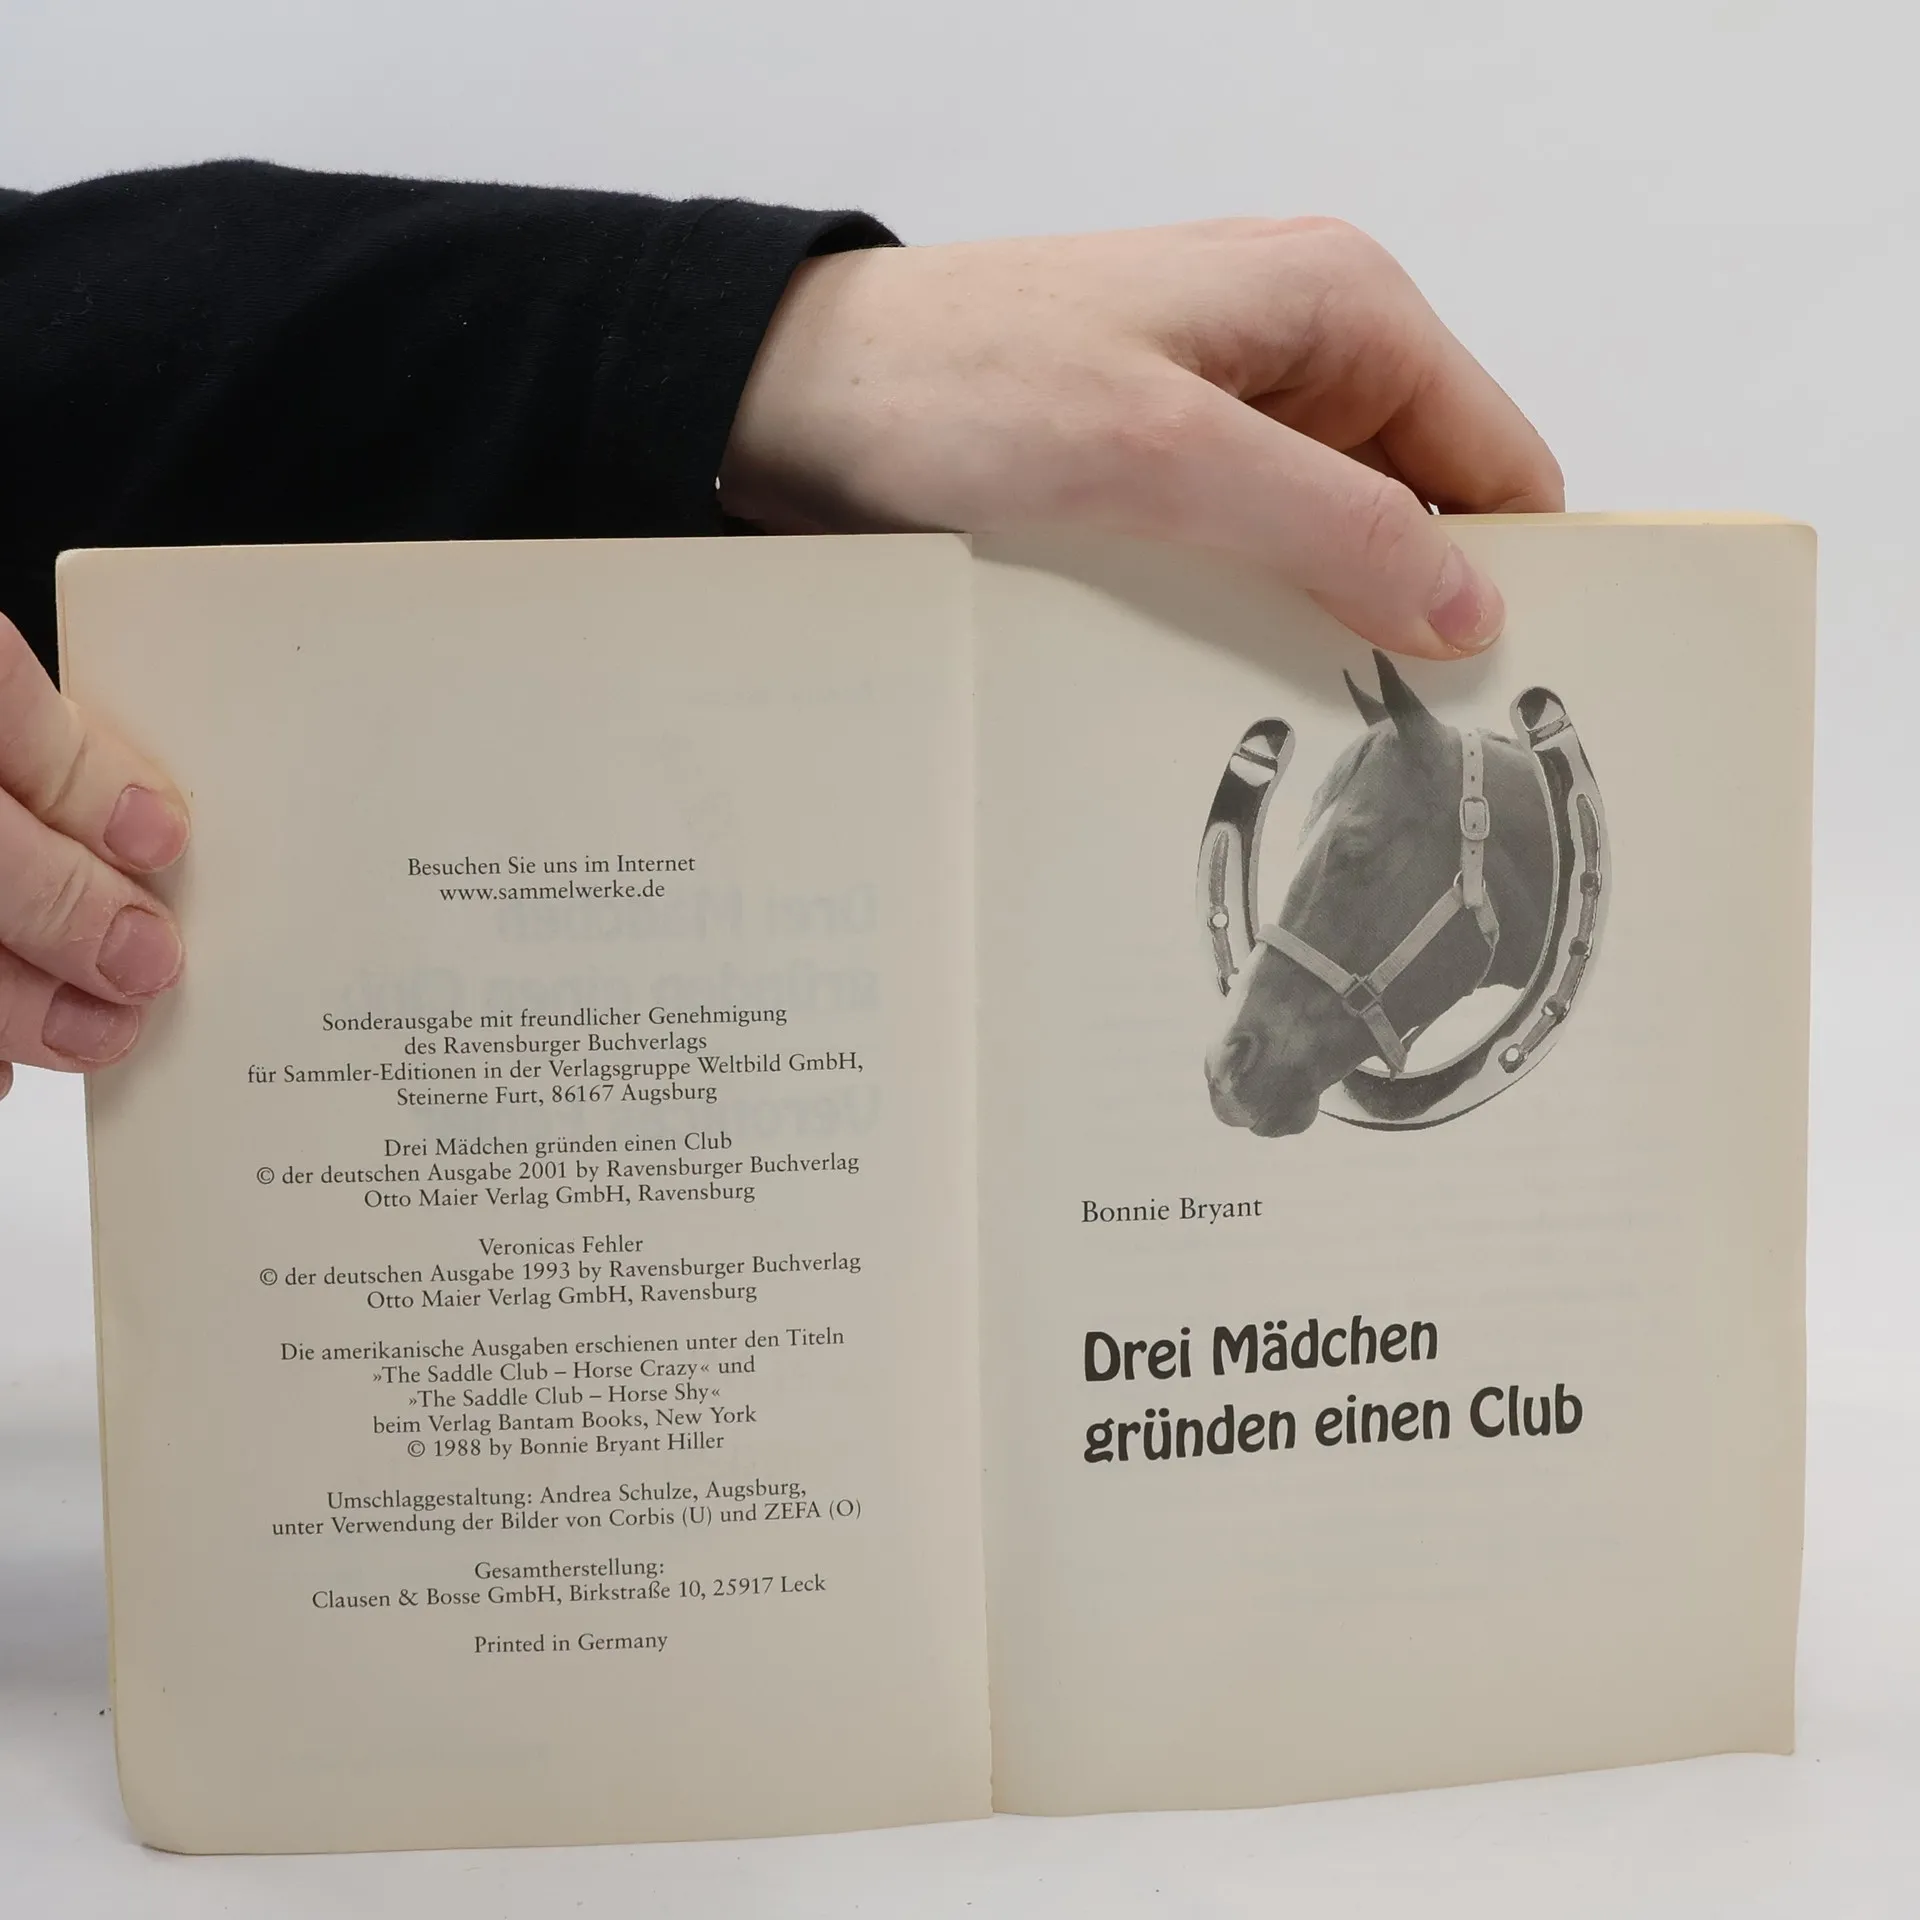 Besuchen Sie uns im Internet
www.sammelwerke.de
Sonderausgabe mit freundlicher Genehmigung
des Ravensburger Buchverlags
für Sammler-Editionen in der Verlagsgruppe Weltbild GmbH,
Steinerne Furt, 86167 Augsburg
Drei Mädchen gründen einen Club
© der deutschen Ausgabe 2001 by Ravensburger Buchverlag
Otto Maier Verlag GmbH, Ravensburg
Veronicas Fehler
© der deutschen Ausgabe 1993 by Ravensburger Buchverlag
Otto Maier Verlag GmbH, Ravensburg
Die amerikanische Ausgaben erschienen unter den Titeln
»The Saddle Club – Horse Crazy« und
»The Saddle Club – Horse Shy«
beim Verlag Bantam Books, New York
© 1988 by Bonnie Bryant Hiller
Umschlaggestaltung: Andrea Schulze, Augsburg,
unter Verwendung der Bilder von Corbis (U) und ZEFA (O)
Gesamtherstellung:
Clausen & Bosse GmbH, Birkstraße 10, 25917 Leck
Printed in Germany
Bonnie Bryant
Drei Mädchen
gründen einen Club